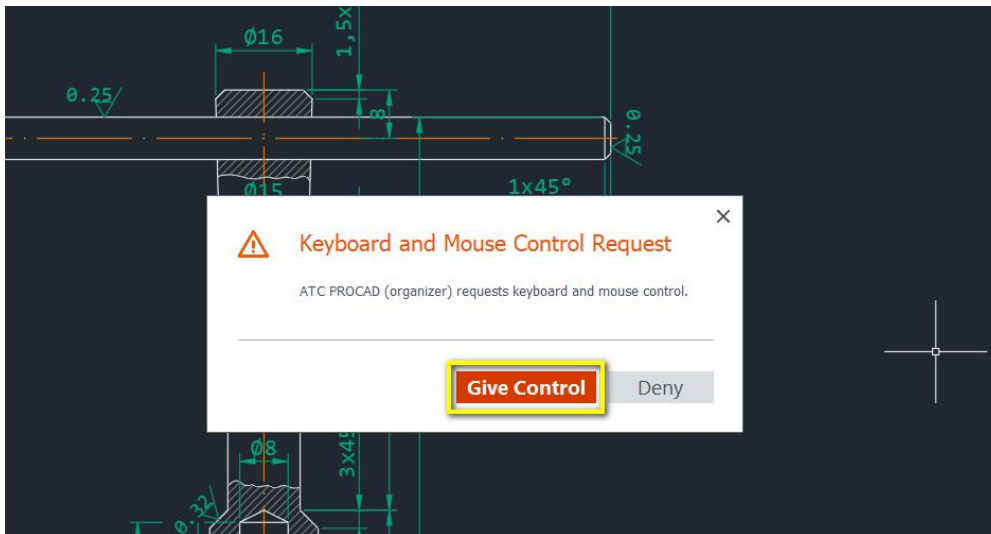 Ø16
1,5x
0.25
8
0.25
Ø15
1x45°
Keyboard and Mouse Control Request
ATC PROCAD (organizer) requests keyboard and mouse control.
Give Control
Deny
Ø8
3x45
0.32